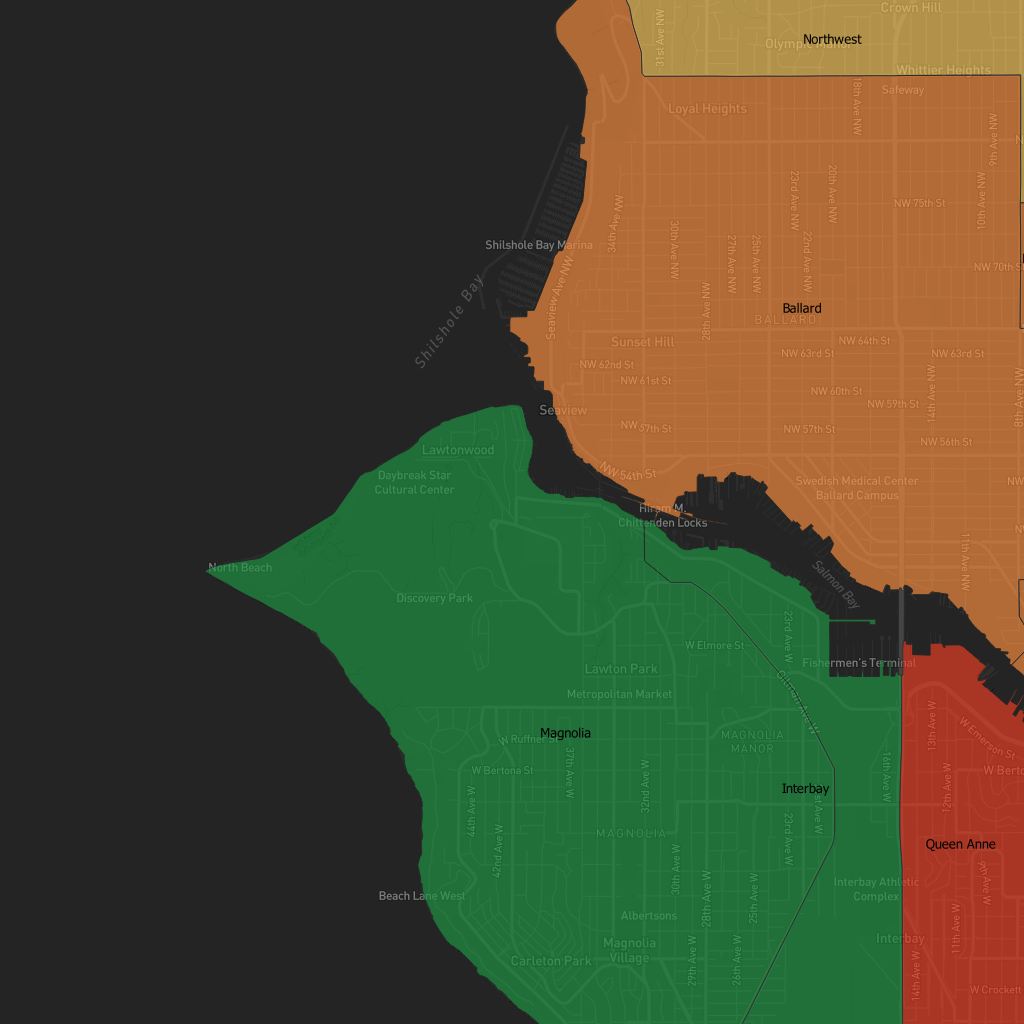 Crown Hill
31st Ave NW
Northwest
Olympic Manor
Whittier Heights
Safeway
18th Ave NW
Loyal Heights
9th Ave NW
20th Ave NW
23rd Ave NW
10th Ave NW
NW 75th St
34th Ave NW
30th Ave NW
27th Ave NW
25th Ave NW
22nd Ave NW
Shilshole Bay Marina
NW 70th St
Seaview Ave NW
Shilshole Bay
28th Ave NW
Ballard
BALLARD
Sunset Hill
NW 64th St
NW 63rd St
NW 63rd St
NW 62nd St
NW 61st St
NW 60th St
14th Ave NW
8th Ave NW
NW 59th St
Seaview
NW 57th St
NW 57th St
NW 56th St
Lawtonwood
NW 54th St
Daybreak Star
Cultural Center
Swedish Medical Center
Ballard Campus
NW
Hiram M.
Chittenden Locks
11th Ave NW
North Beach
Salmon Bay
Discovery Park
23rd Ave W
W Elmore St
Fishermen's Terminal
Lawton Park
Gilman Ave W
Metropolitan Market
13th Ave W
W Emerson St
Magnolia
W Ruffner St
MAGNOLIA
MANOR
37th Ave W
W Bertona St
32nd Ave W
16th Ave W
12th Ave W
W Berto
Interbay
44th Ave W
st Ave W
42nd Ave W
MAGNOLIA
23rd Ave W
Queen Anne
30th Ave W
9th Ave W
Beach Lane West
28th Ave W
25th Ave W
Interbay Athletic
Complex
Albertsons
11th Ave W
Magnolia
Village
29th Ave W
26th Ave W
Interbay
Carleton Park
14th Ave W
W Crockett